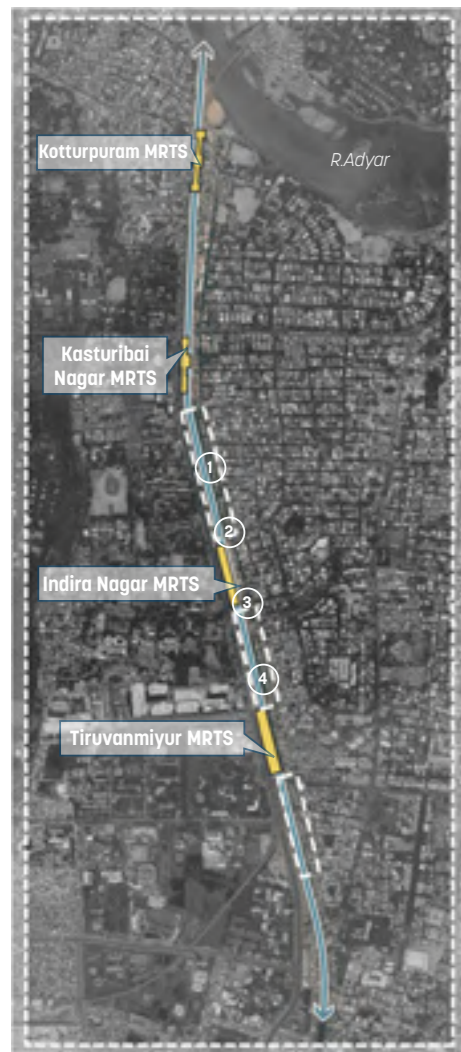 Kotturpuram MRTS
R.Adyar
Kasturibai
Nagar MRTS
1
2
Indira Nagar MRTS
3
4
Tiruvanmiyur MRTS